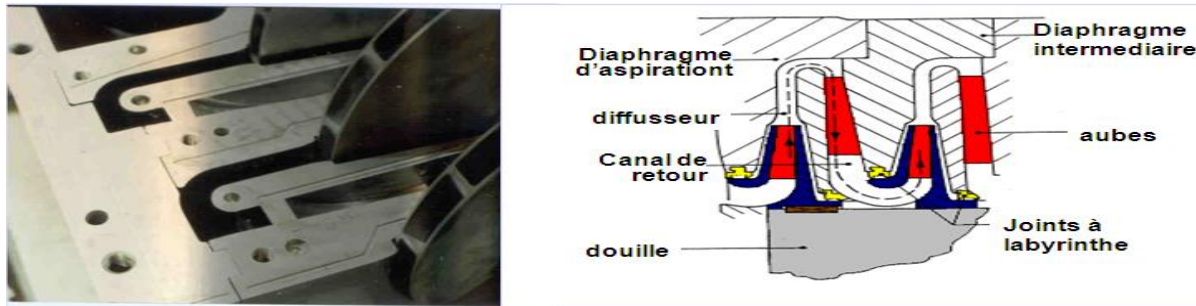 Diaphragme
d'aspirationt
Diaphragme
intermediaire
diffusseur
aubes
Canal de
retour
Joints à
labyrinthe
douille